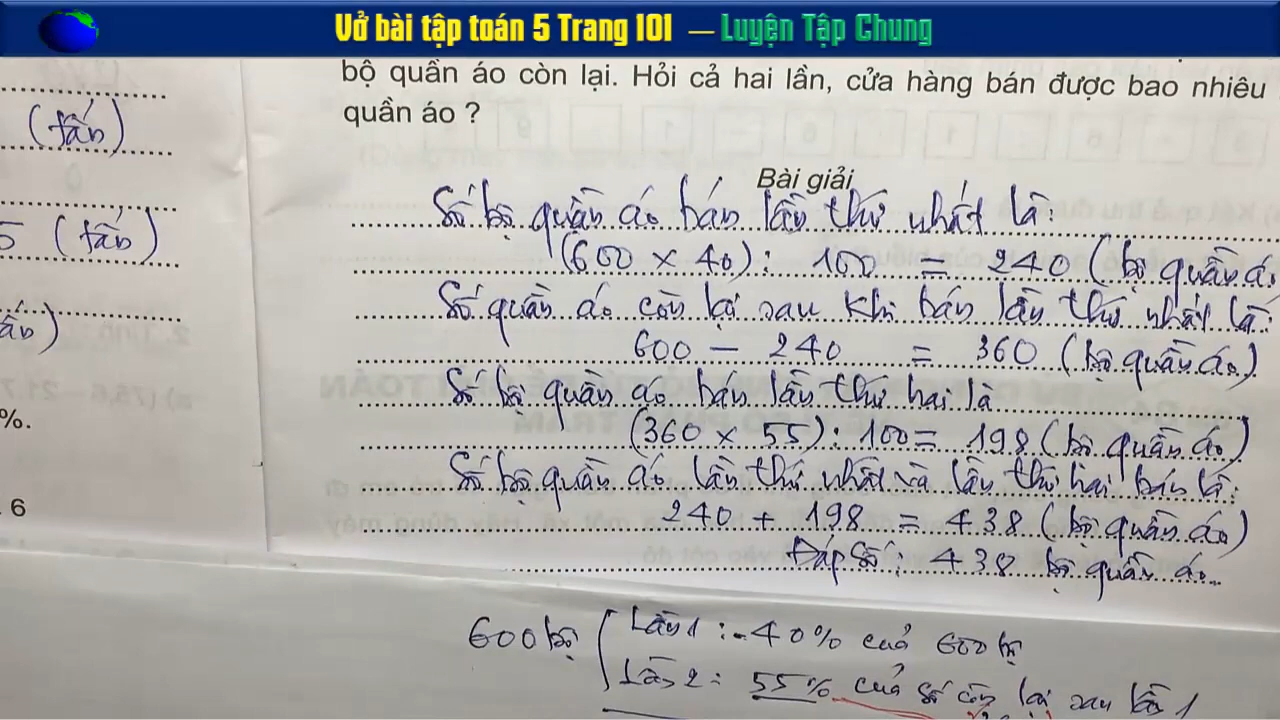 Vở bài tập toán 5 Trang 101 — Luyện Tập Chung
bộ quần áo còn lại. Hỏi cả hai lần, cửa hàng bán được bao nhiêu
quần áo ?
(tấn)
5 (tấn)
ấn)
%.
. 6
Bài giải
Số bộ quần áo bán lần thứ nhất là:
(600 x 40) : 100 = 240 (bộ quần áo
Số quần áo còn lại sau khi bán lần thứ nhất là:
600 - 240 = 360 (bộ quần áo)
Số bộ quần áo bán lần thứ hai là
(360 x 55) : 100 = 198 (bộ quần áo)
Số bộ quần áo lần thứ nhất và lần thứ hai bán là:
240 + 198 = 438 (bộ quần áo)
Đáp số : 438 bộ quần áo
600 bộ
Lần 1 : 40% của 600 bộ
Lần 2 : 55% của số còn lại sau lần 1